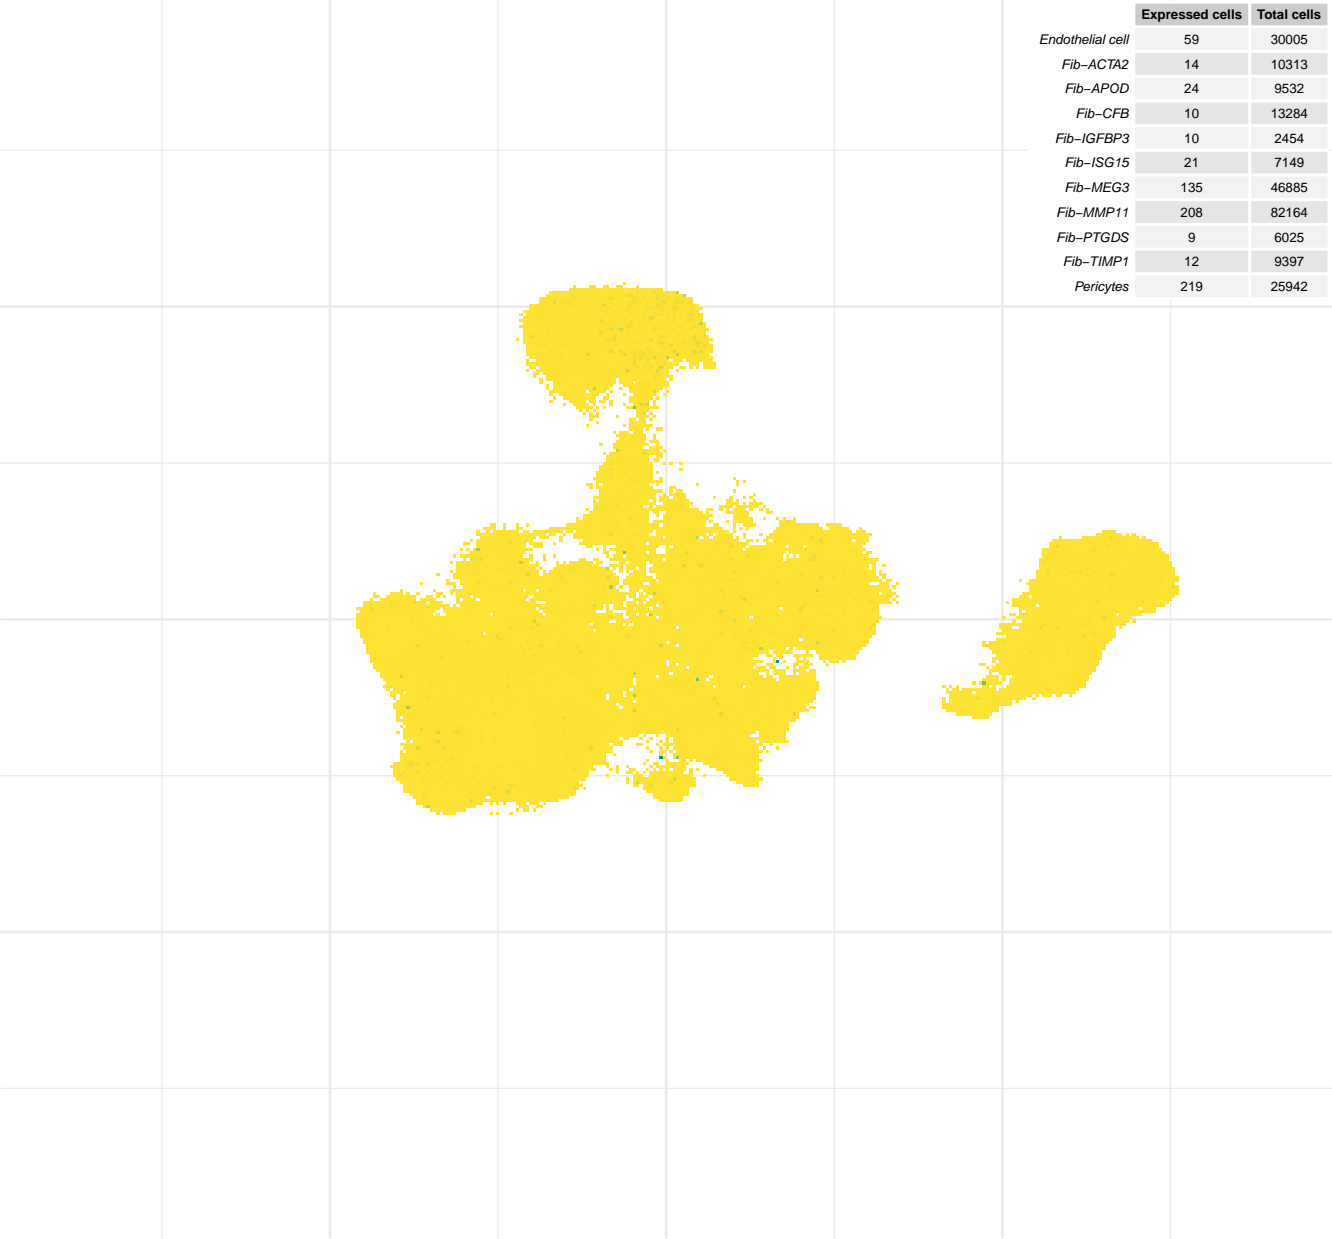 Expressed cells Total cells
Endothelial cell 59 30005
Fib−ACTA2 14 10313
Fib−APOD 24 9532
Fib−CFB 10 13284
Fib−IGFBP3 10 2454
Fib−ISG15 21 7149
Fib−MEG3 135 46885
Fib−MMP11 208 82164
Fib−PTGDS 9 6025
Fib−TIMP1 12 9397
Pericytes 219 25942